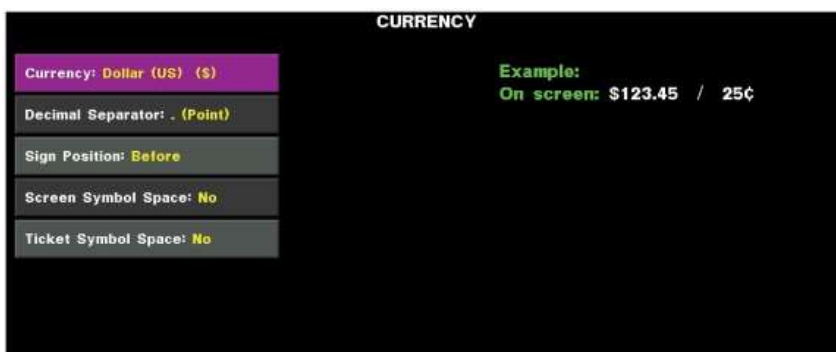 CURRENCY
Currency: Dollar (US) ($)
Decimal Separator: . (Point)
Sign Position: Before
Screen Symbol Space: No
Ticket Symbol Space: No
Example:
On screen: $123.45 / 25¢